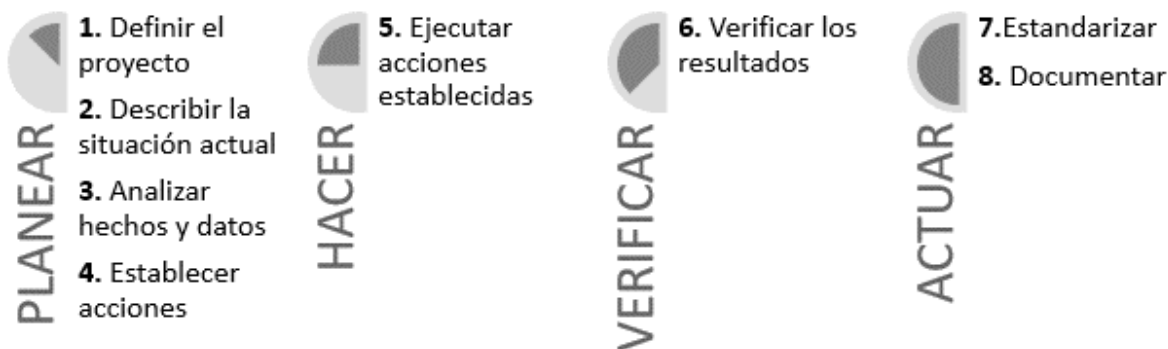 PLANEAR
1. Definir el
proyecto
2. Describir la
situación actual
3. Analizar
hechos y datos
4. Establecer
acciones
HACER
5. Ejecutar
acciones
establecidas
VERIFICAR
6. Verificar los
resultados
ACTUAR
7.Estandarizar
8. Documentar